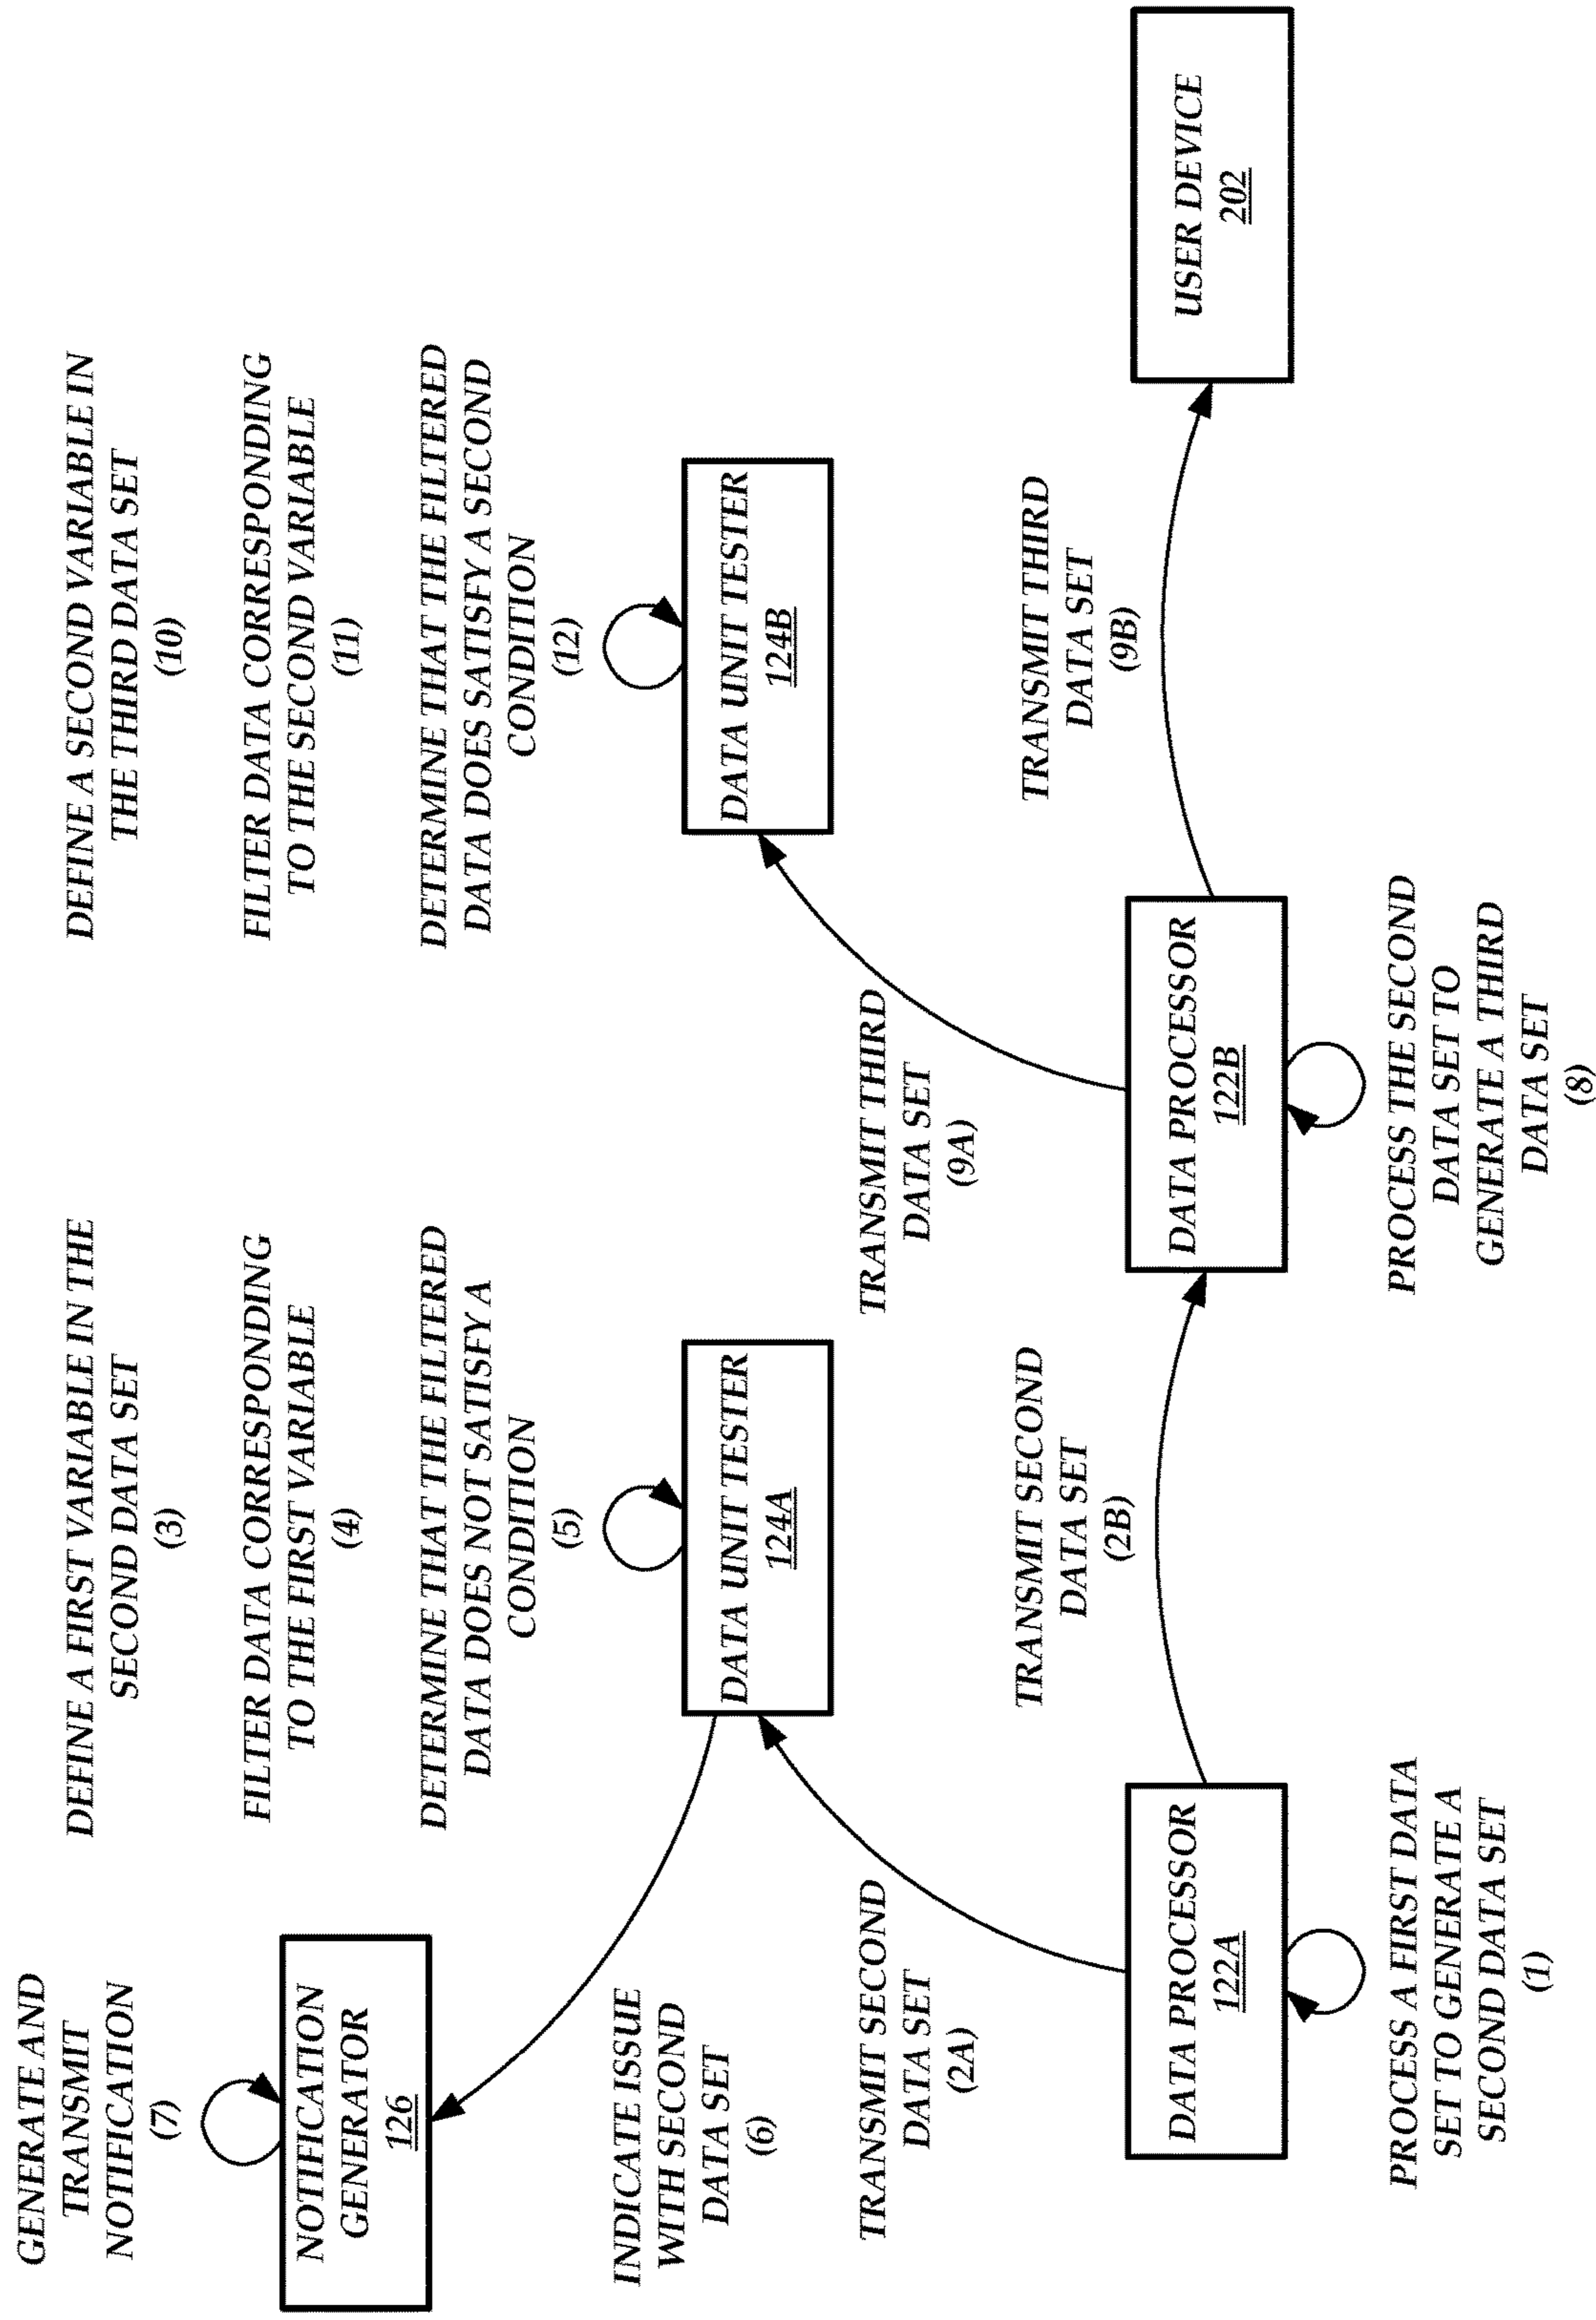 GENERATE AND
TRANSMIT
NOTIFICATION
(7)
NOTIFICATION
GENERATOR
126
INDICATE ISSUE
WITH SECOND
DATA SET
(6)
DEFINE A FIRST VARIABLE IN THE
SECOND DATA SET
(3)
FILTER DATA CORRESPONDING
TO THE FIRST VARIABLE
(4)
DETERMINE THAT THE FILTERED
DATA DOES NOT SATISFY A
CONDITION
(5)
DATA UNIT TESTER
124A
DEFINE A SECOND VARIABLE IN
THE THIRD DATA SET
(10)
FILTER DATA CORRESPONDING
TO THE SECOND VARIABLE
(11)
DETERMINE THAT THE FILTERED
DATA DOES SATISFY A SECOND
CONDITION
(12)
DATA UNIT TESTER
124B
TRANSMIT SECOND
DATA SET
(2A)
TRANSMIT SECOND
DATA SET
(2B)
TRANSMIT THIRD
DATA SET
(9A)
TRANSMIT THIRD
DATA SET
(9B)
DATA PROCESSOR
122A
PROCESS A FIRST DATA
SET TO GENERATE A
SECOND DATA SET
(1)
DATA PROCESSOR
122B
PROCESS THE SECOND
DATA SET TO
GENERATE A THIRD
DATA SET
(8)
USER DEVICE
202